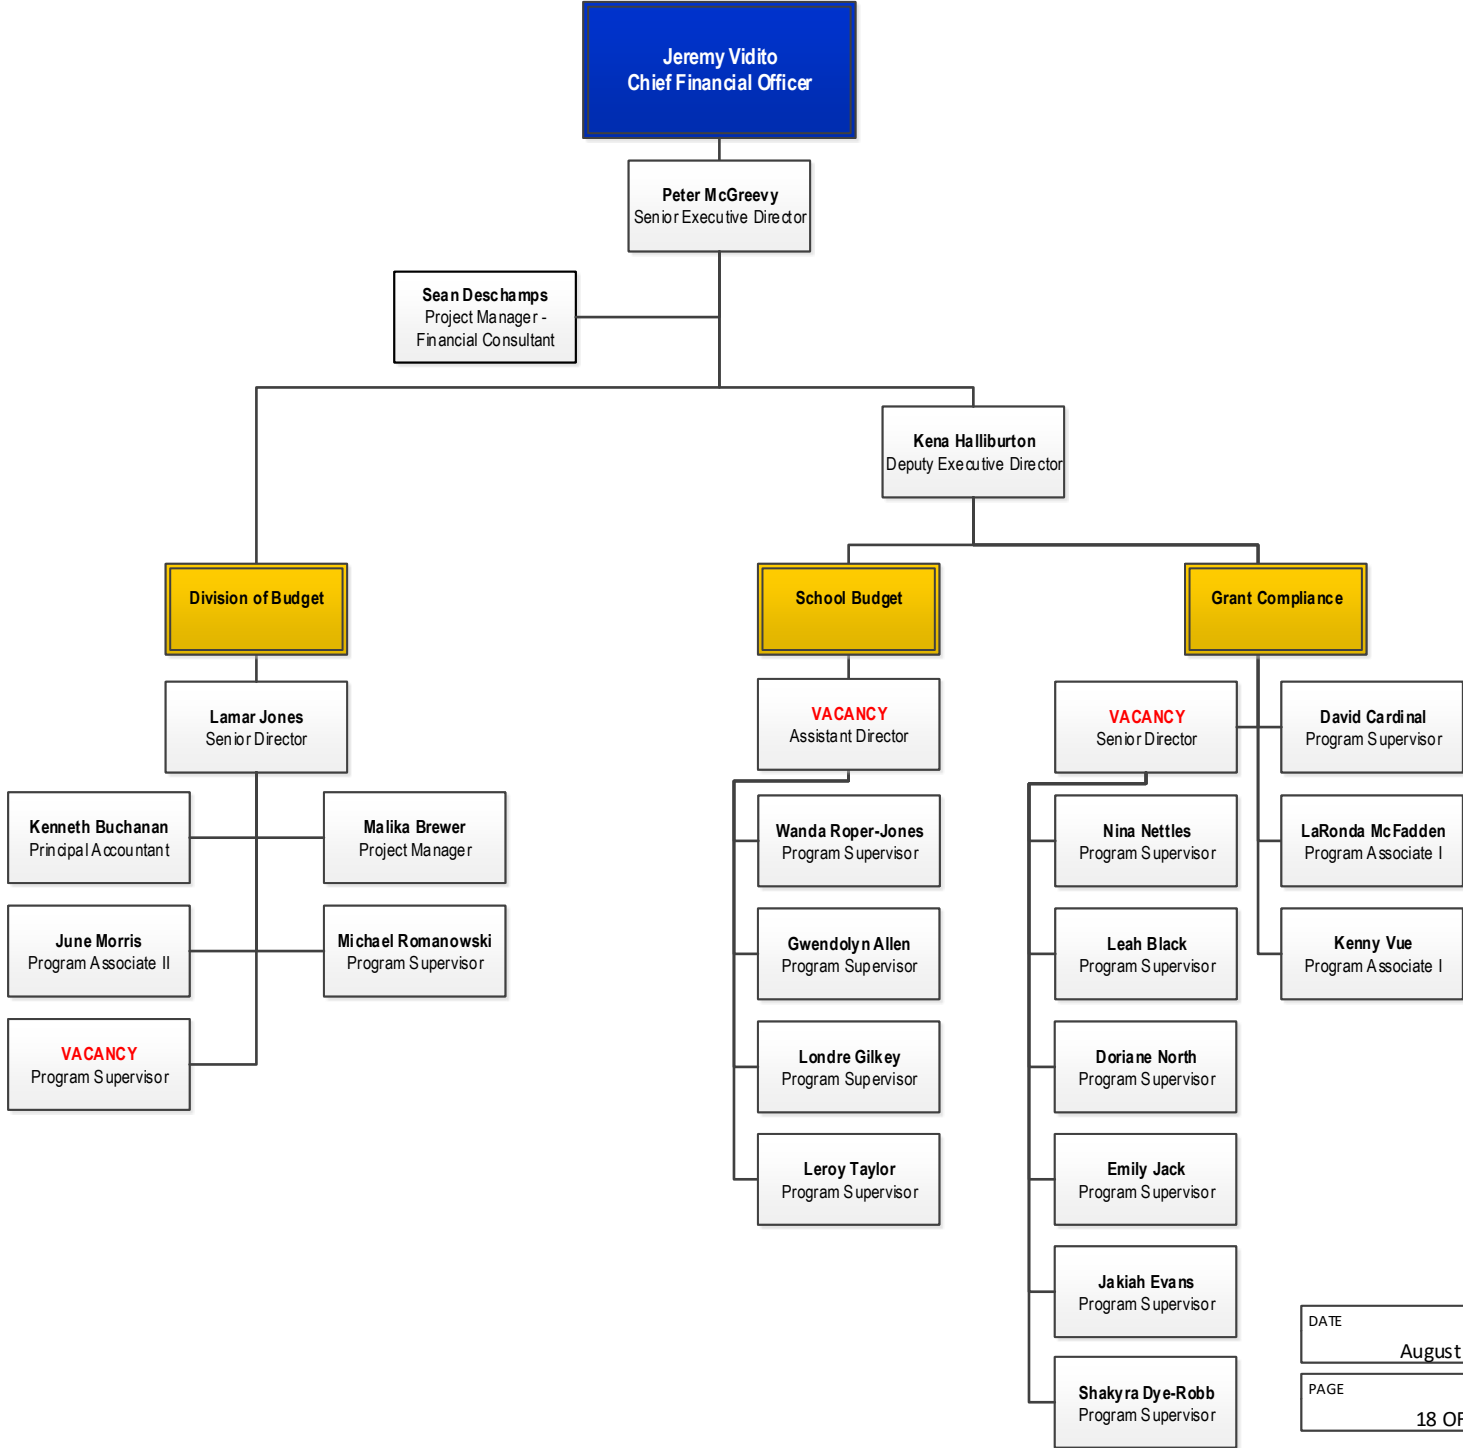 Jeremy Vidito
Chief Financial Officer
Peter McGreevy
Senior Executive Director
Sean Deschamps
Project Manager -
Financial Consultant
Kena Halliburton
Deputy Executive Director
Division of Budget
School Budget
Grant Compliance
Lamar Jones
Senior Director
Kenneth Buchanan
Principal Accountant
Malika Brewer
Project Manager
June Morris
Program Associate II
Michael Romanowski
Program Supervisor
VACANCY
Program Supervisor
VACANCY
Assistant Director
Wanda Roper-Jones
Program Supervisor
Gwendolyn Allen
Program Supervisor
Londre Gilkey
Program Supervisor
Leroy Taylor
Program Supervisor
VACANCY
Senior Director
Nina Nettles
Program Supervisor
Leah Black
Program Supervisor
Doriane North
Program Supervisor
Emily Jack
Program Supervisor
Jakiah Evans
Program Supervisor
Shakyra Dye-Robb
Program Supervisor
David Cardinal
Program Supervisor
LaRonda McFadden
Program Associate I
Kenny Vue
Program Associate I
DATE
August
PAGE
18